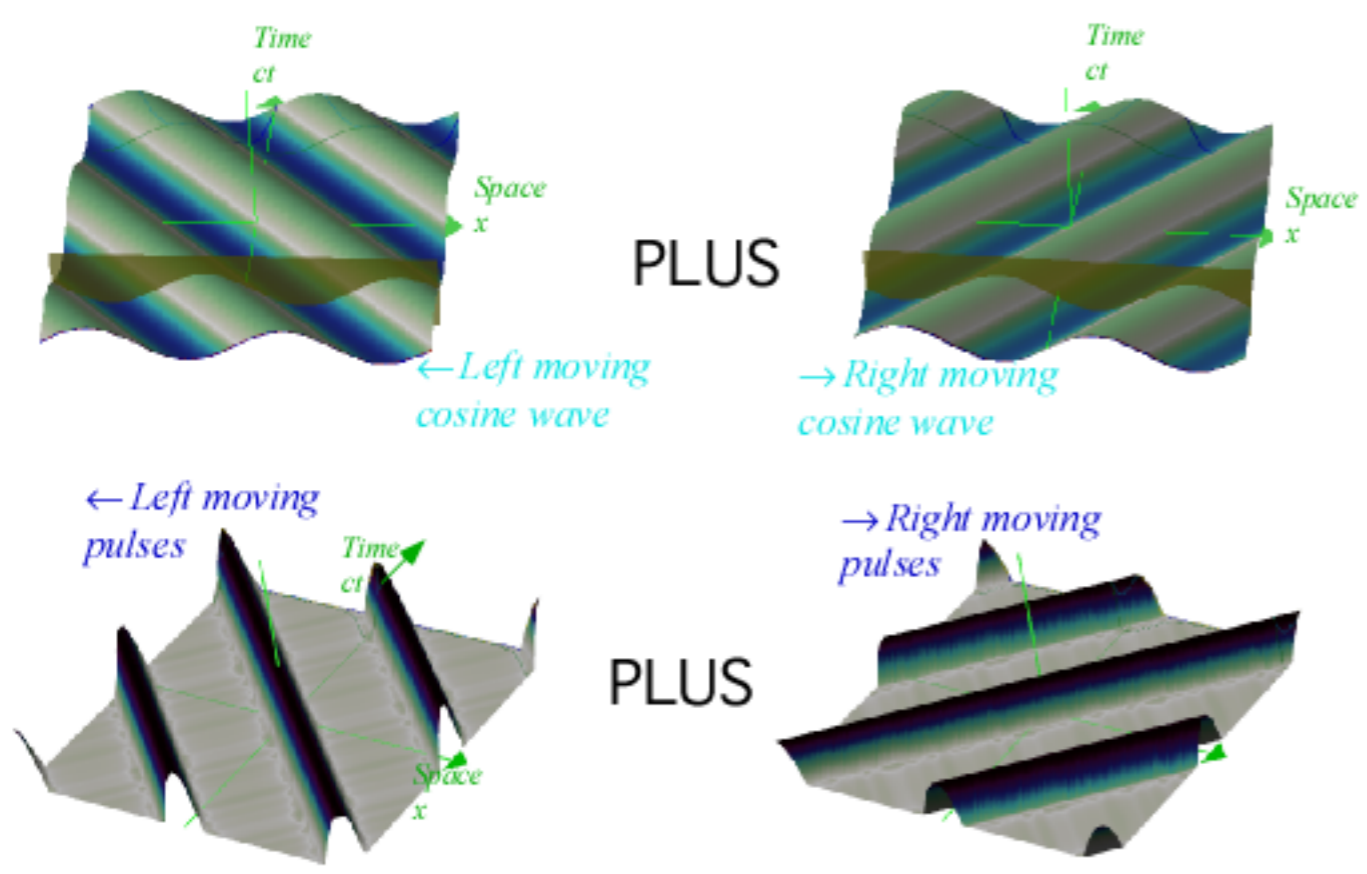 Time
ct
Space
x
PLUS
Time
ct
Space
x
←Left moving
cosine wave
→Right moving
cosine wave
←Left moving
pulses
Time
ct
Space
x
PLUS
→Right moving
pulses